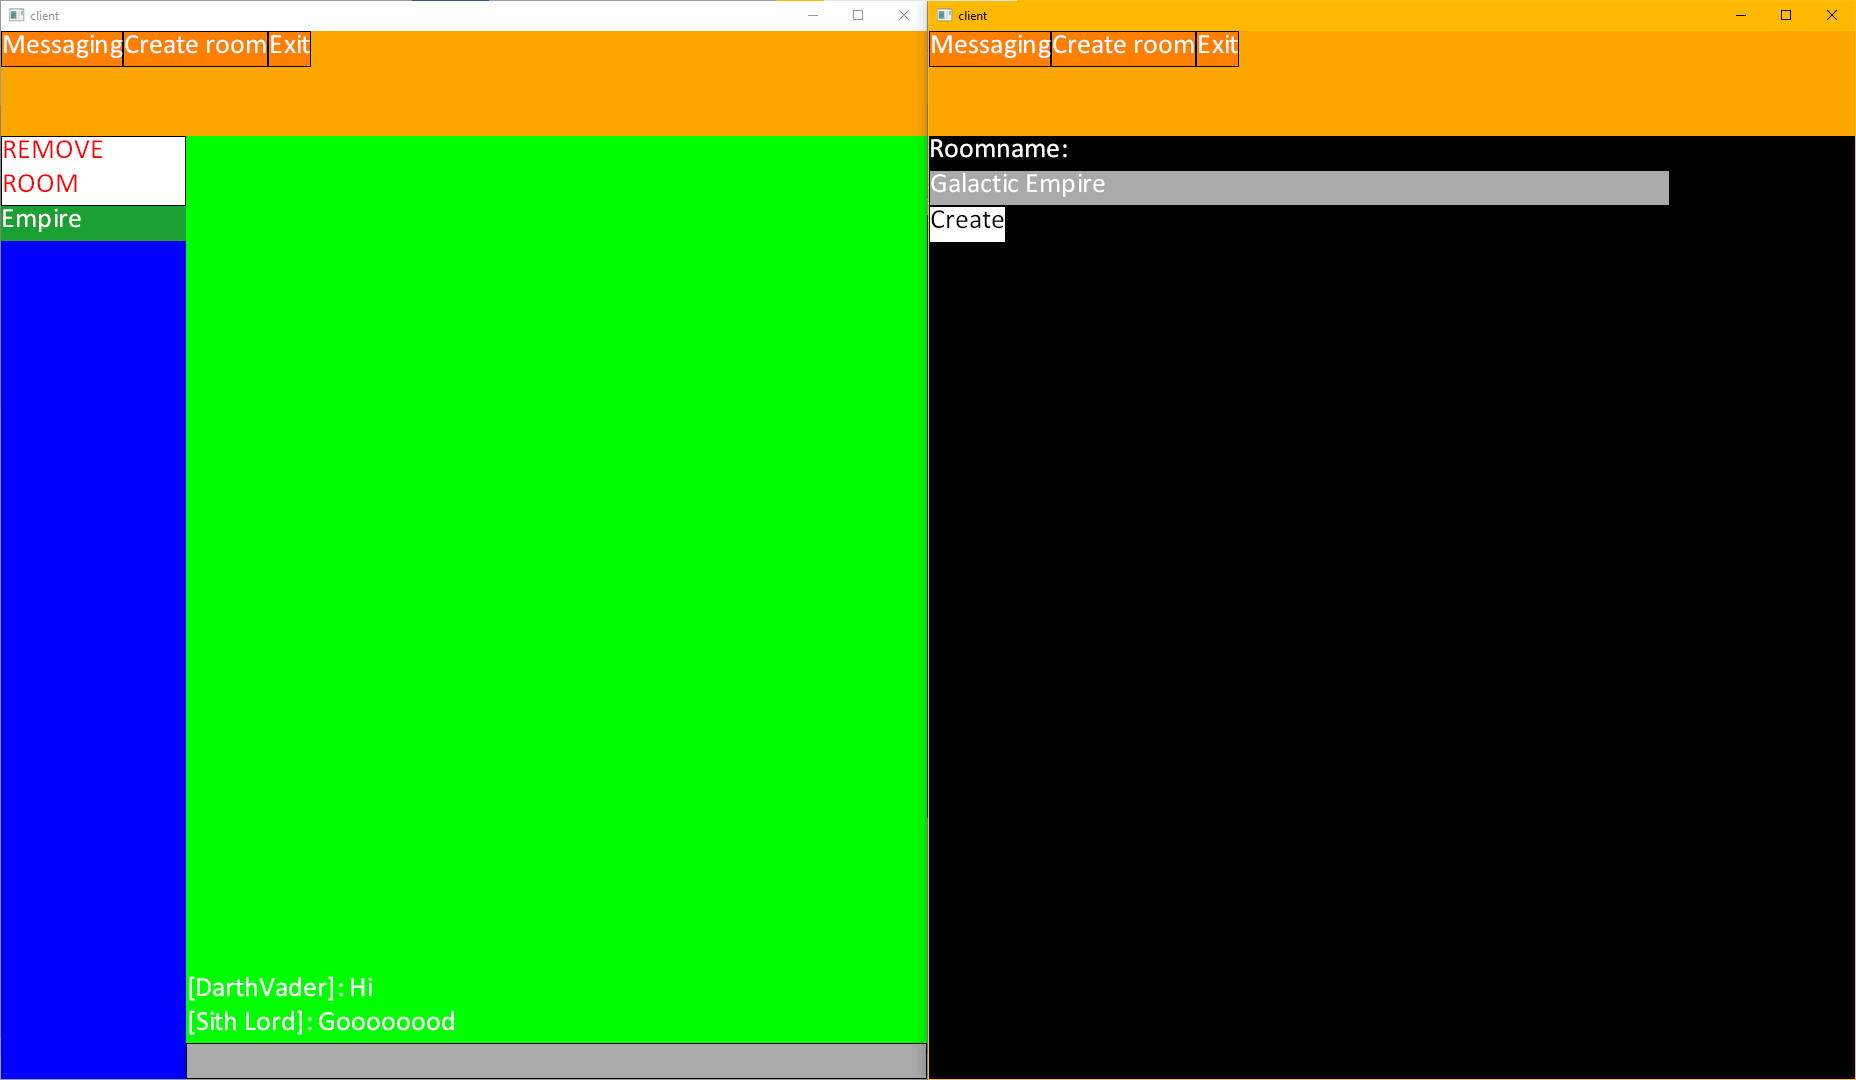 client
Messaging Create room Exit
REMOVE
ROOM
Empire
[DarthVader]: Hi
[Sith Lord]: Goooooood
client
Messaging Create room Exit
Roomname:
Galactic Empire
Create